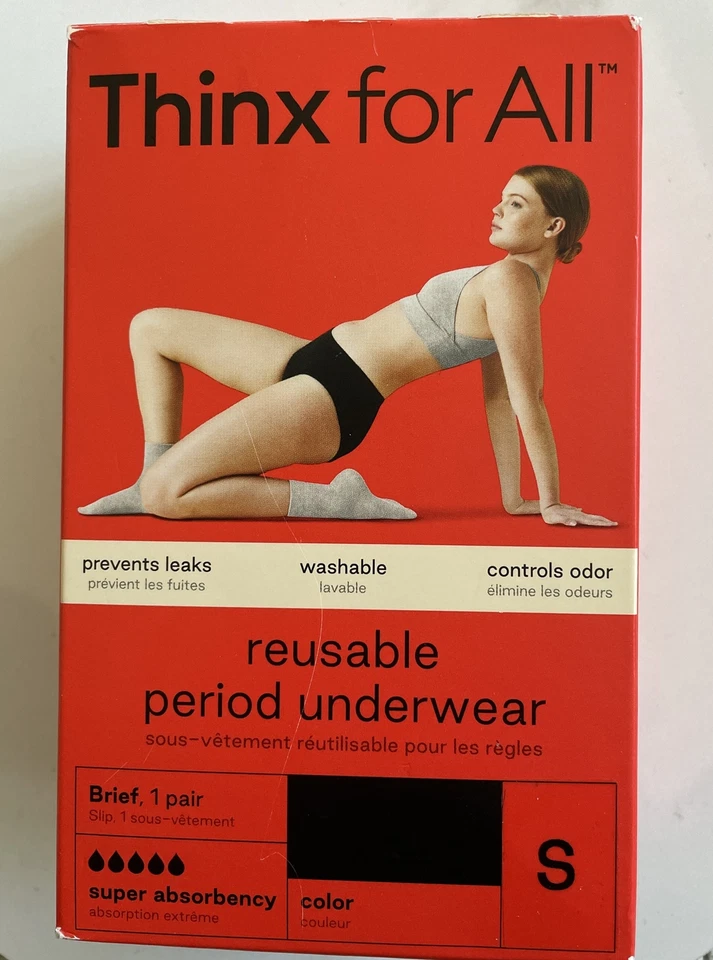 Thinx for All™
prevents leaks
prévient les fuites
washable
lavable
controls odor
élimine les odeurs
reusable
period underwear
sous-vêtement réutilisable pour les règles
Brief, 1 pair
Slip, 1 sous-vêtement
super absorbency
absorption extrême
color
couleur
S